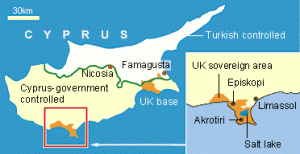 30km
CYPRUS
Turkish controlled
Nicosia
Famagusta
Cyprus-government
controlled
UK base
UK sovereign area
Episkopi
Limassol
Akrotiri
Salt lake